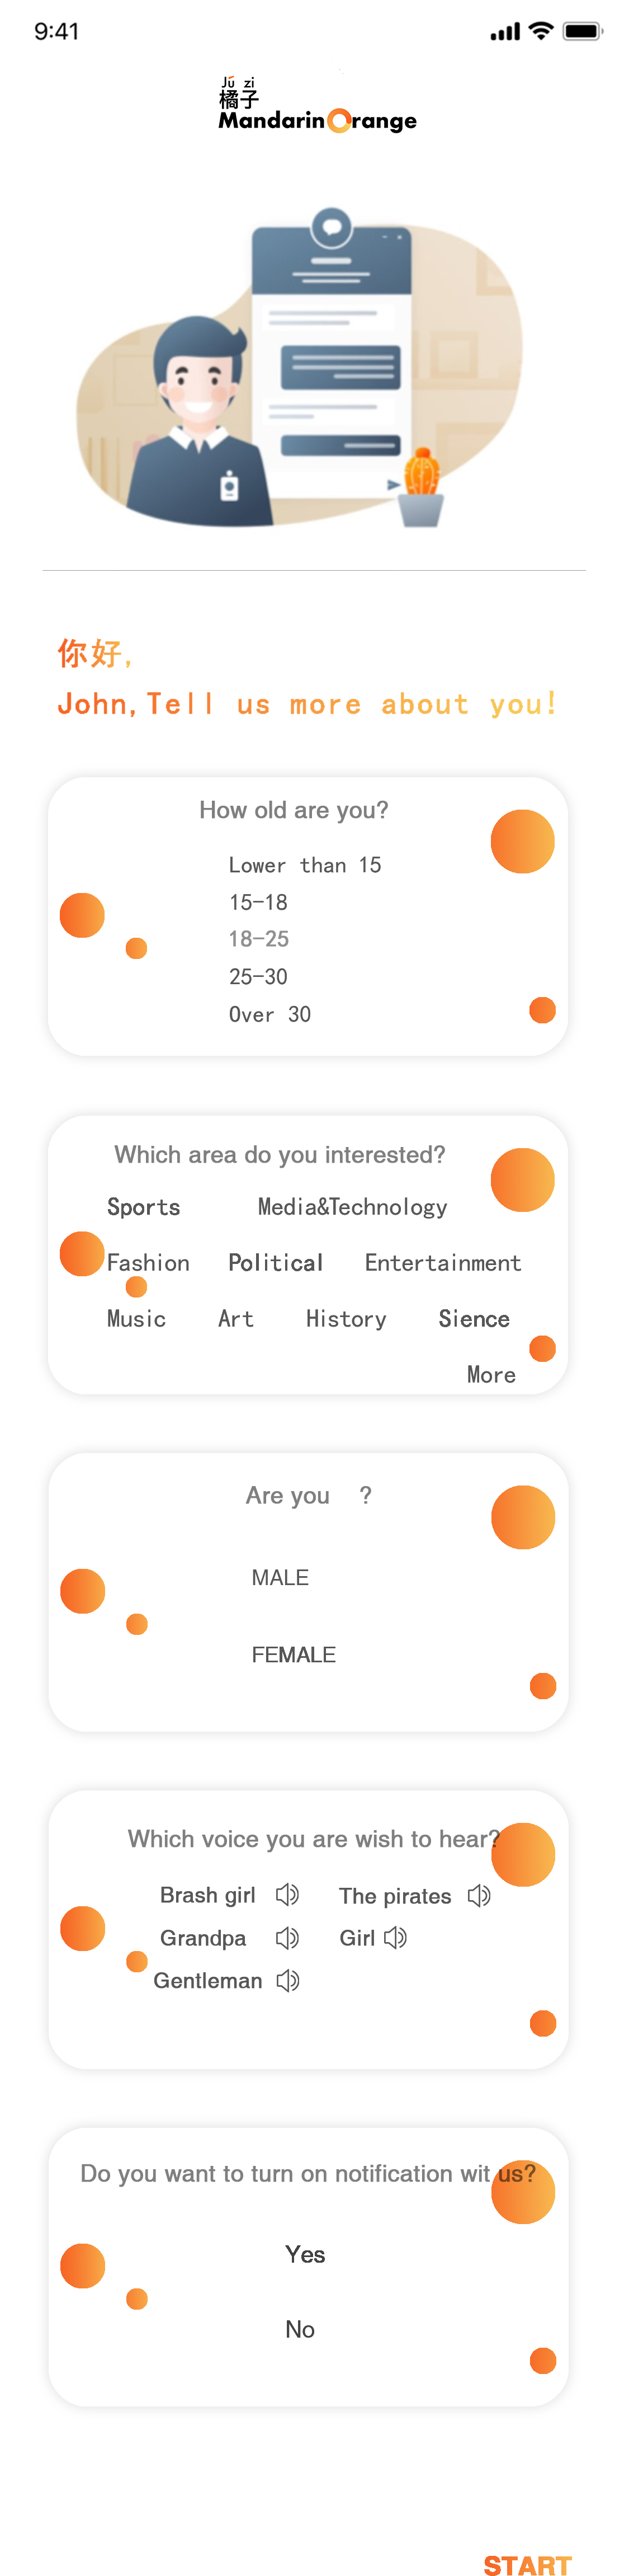 9:41
Jú zi
橘子
Mandarin Orange
你好,
John,Tell us more about you!
How old are you?
Lower than 15
15-18
18-25
25-30
Over 30
Which area do you interested?
Sports Media&Technology
Fashion Political Entertainment
Music Art History Sience
More
Are you ?
MALE
FEMALE
Which voice you are wish to hear?
Brash girl The pirates
Grandpa Girl
Gentleman
Do you want to turn on notification wit us?
Yes
No
START